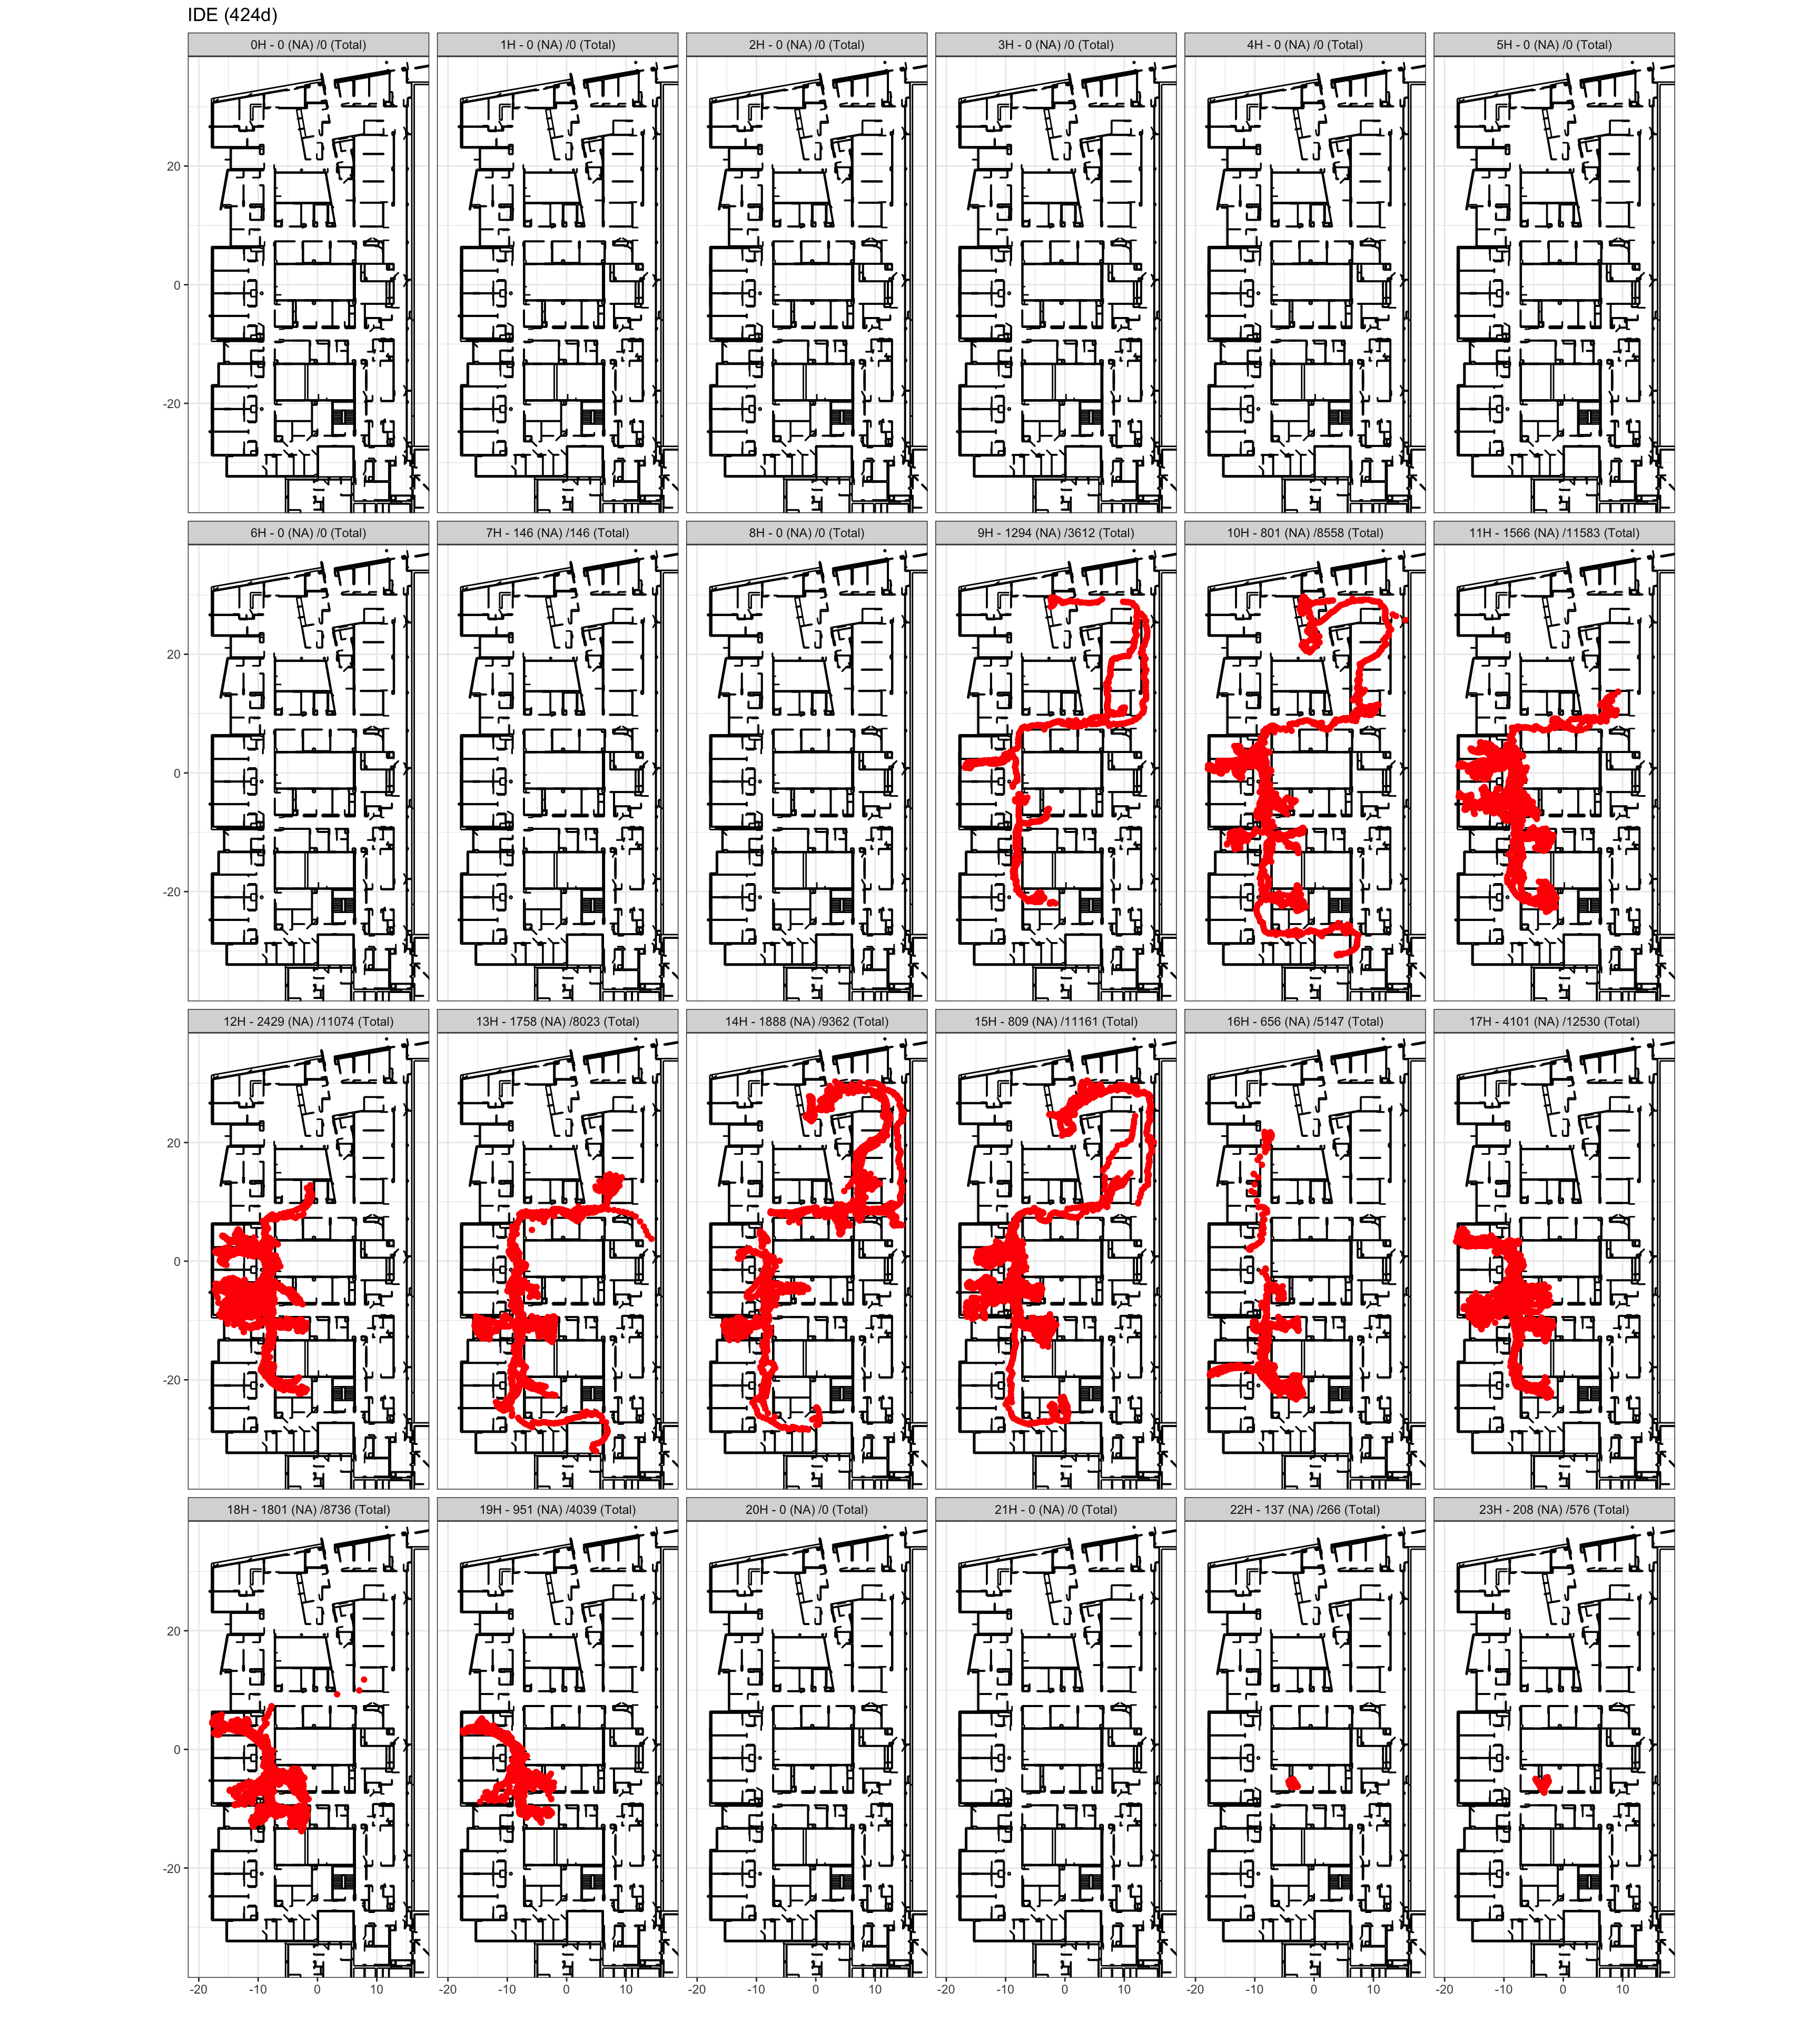 IDE (424d)
0H - 0 (NA) /0 (Total) 1H - 0 (NA) /0 (Total) 2H - 0 (NA) /0 (Total) 3H - 0 (NA) /0 (Total) 4H - 0 (NA) /0 (Total) 5H - 0 (NA) /0 (Total)
20
0
-20
6H - 0 (NA) /0 (Total) 7H - 146 (NA) /146 (Total) 8H - 0 (NA) /0 (Total) 9H - 1294 (NA) /3612 (Total) 10H - 801 (NA) /8558 (Total) 11H - 1566 (NA) /11583 (Total)
20
0
-20
12H - 2429 (NA) /11074 (Total) 13H - 1758 (NA) /8023 (Total) 14H - 1888 (NA) /9362 (Total) 15H - 809 (NA) /11161 (Total) 16H - 656 (NA) /5147 (Total) 17H - 4101 (NA) /12530 (Total)
20
0
-20
18H - 1801 (NA) /8736 (Total) 19H - 951 (NA) /4039 (Total) 20H - 0 (NA) /0 (Total) 21H - 0 (NA) /0 (Total) 22H - 137 (NA) /266 (Total) 23H - 208 (NA) /576 (Total)
20
0
-20
-20 -10 0 10 -20 -10 0 10 -20 -10 0 10 -20 -10 0 10 -20 -10 0 10 -20 -10 0 10